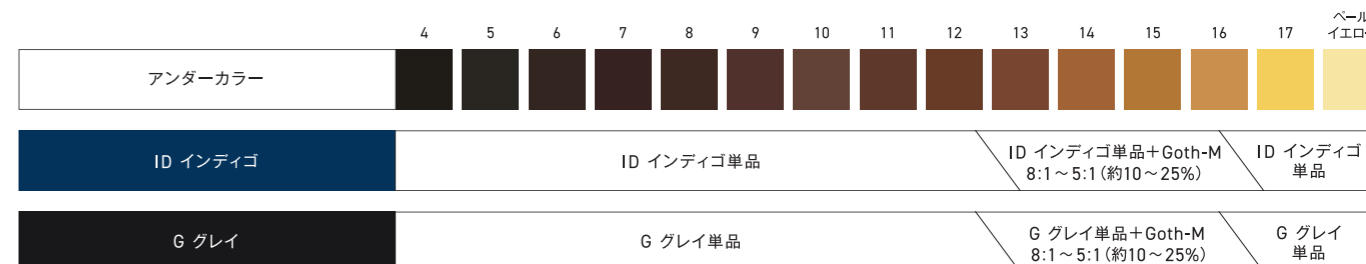 ペール
4 5 6 7 8 9 10 11 12 13 14 15 16 17 イエロー
アンダーカラー
ID インディゴ
ID インディゴ単品
ID インディゴ単品+Goth-M
8:1~5:1(約10~25%)
ID インディゴ
単品
G グレイ
G グレイ単品
G グレイ単品+Goth-M
8:1~5:1(約10~25%)
G グレイ
単品